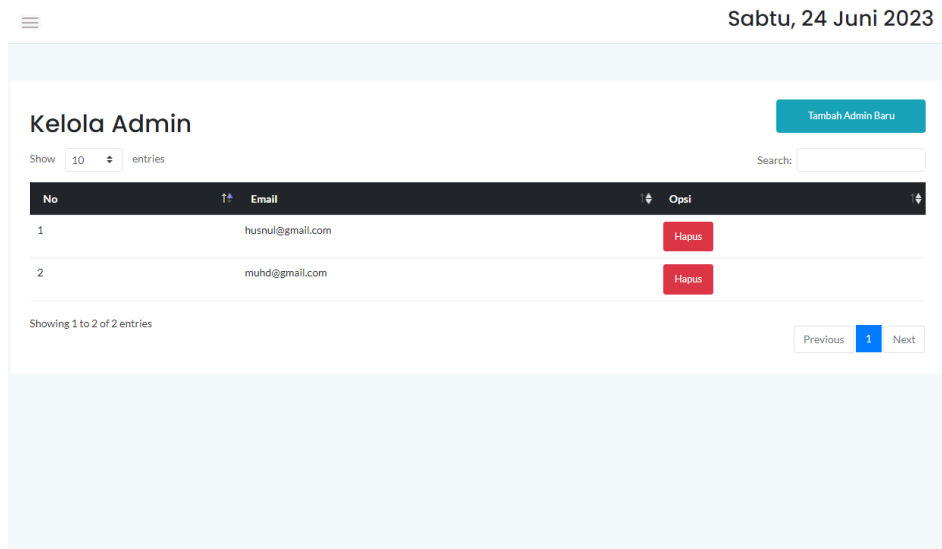 Sabtu, 24 Juni 2023
Kelola Admin
Tambah Admin Baru
Show 10 entries
Search:
No Email Opsi
1 husnul@gmail.com Hapus
2 muhd@gmail.com Hapus
Showing 1 to 2 of 2 entries
Previous 1 Next